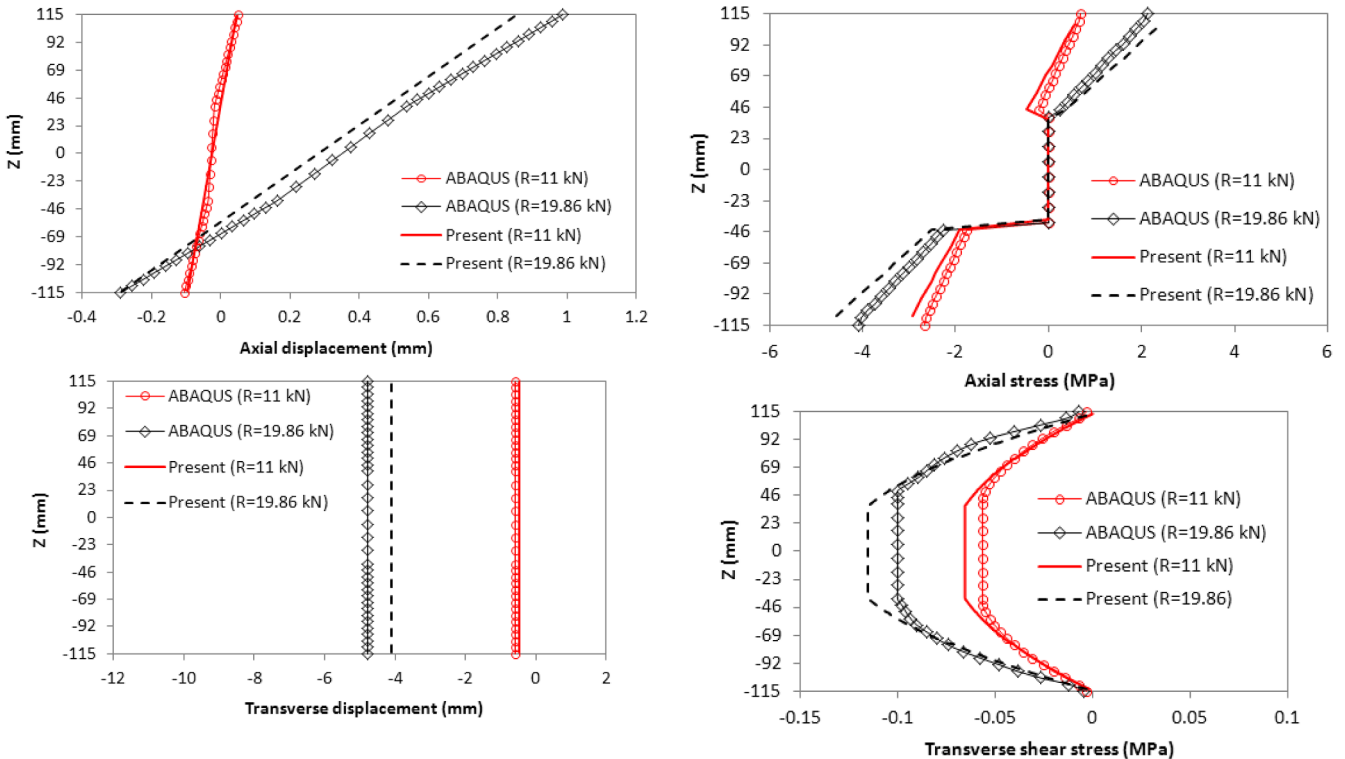 115
92
69
46
23
0
-23
-46
-69
-92
-115
Z (mm)
ABAQUS (R=11 kN)
ABAQUS (R=19.86 kN)
Present (R=11 kN)
Present (R=19.86 kN)
-0.4 -0.2 0 0.2 0.4 0.6 0.8 1 1.2
Axial displacement (mm)
115
92
69
46
23
0
-23
-46
-69
-92
-115
Z (mm)
ABAQUS (R=11 kN)
ABAQUS (R=19.86 kN)
Present (R=11 kN)
Present (R=19.86 kN)
-6 -4 -2 0 2 4 6
Axial stress (MPa)
115
92
69
46
23
0
-23
-46
-69
-92
-115
Z (mm)
ABAQUS (R=11 kN)
ABAQUS (R=19.86 kN)
Present (R=11 kN)
Present (R=19.86 kN)
-12 -10 -8 -6 -4 -2 0 2
Transverse displacement (mm)
115
92
69
46
23
0
-23
-46
-69
-92
-115
Z (mm)
ABAQUS (R=11 kN)
ABAQUS (R=19.86 kN)
Present (R=11 kN)
Present (R=19.86)
-0.15 -0.1 -0.05 0 0.05 0.1
Transverse shear stress (MPa)